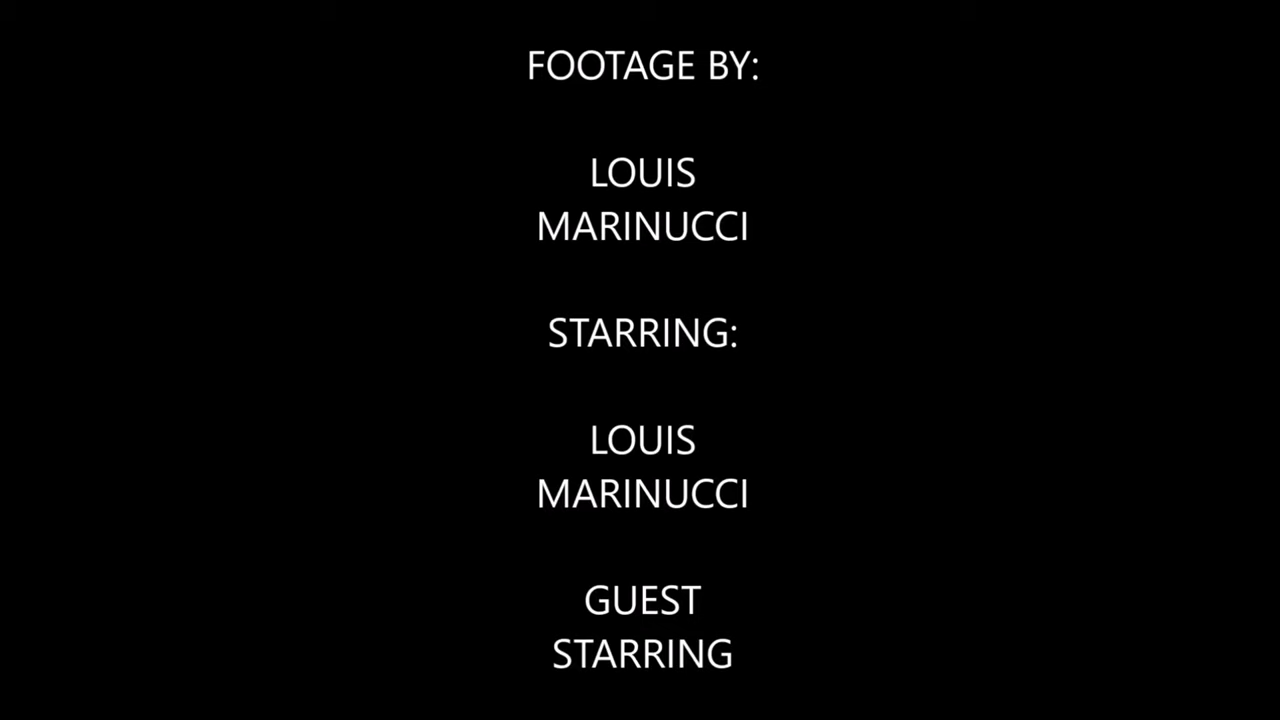 FOOTAGE BY:
LOUIS
MARINUCCI
STARRING:
LOUIS
MARINUCCI
GUEST
STARRING